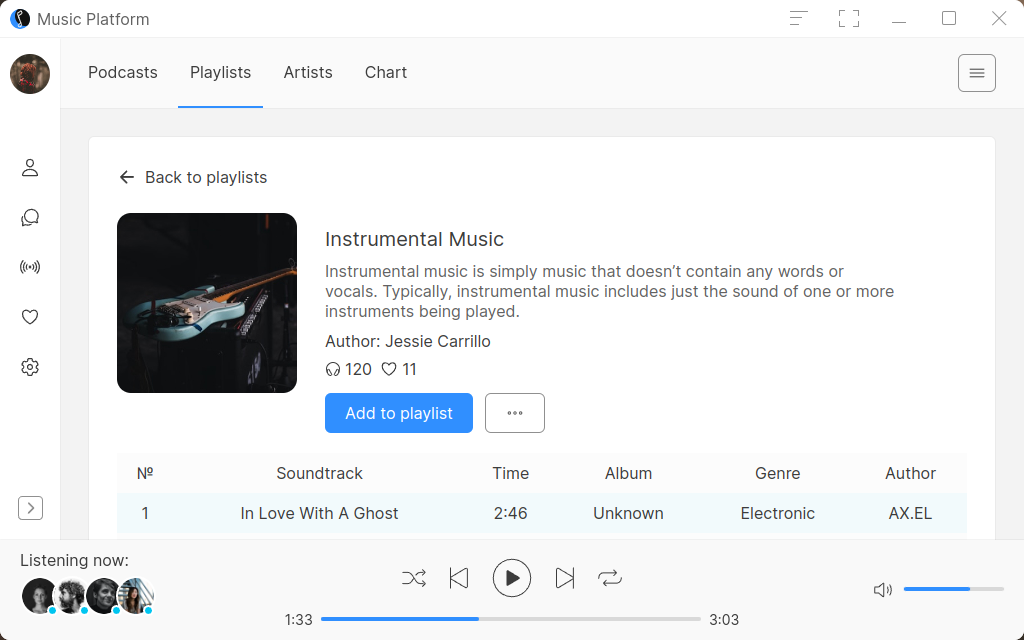 Music Platform
Podcasts Playlists Artists Chart
Back to playlists
Instrumental Music
Instrumental music is simply music that doesn’t contain any words or
vocals. Typically, instrumental music includes just the sound of one or more
instruments being played.
Author: Jessie Carrillo
120 11
Add to playlist
№ Soundtrack Time Album Genre Author
1 In Love With A Ghost 2:46 Unknown Electronic AX.EL
Listening now:
1:33 3:03